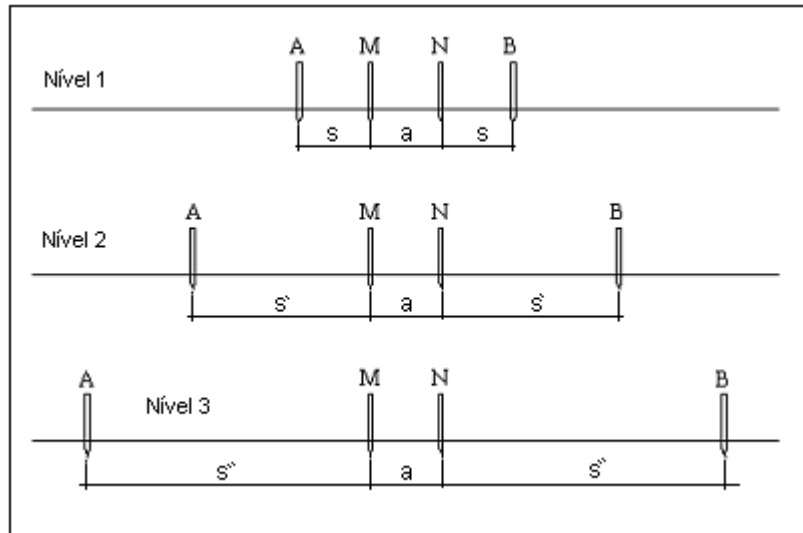 A M N B
Nível 1
s a s
A M N B
Nível 2
s' a s'
A M N B
Nível 3
s" a s"